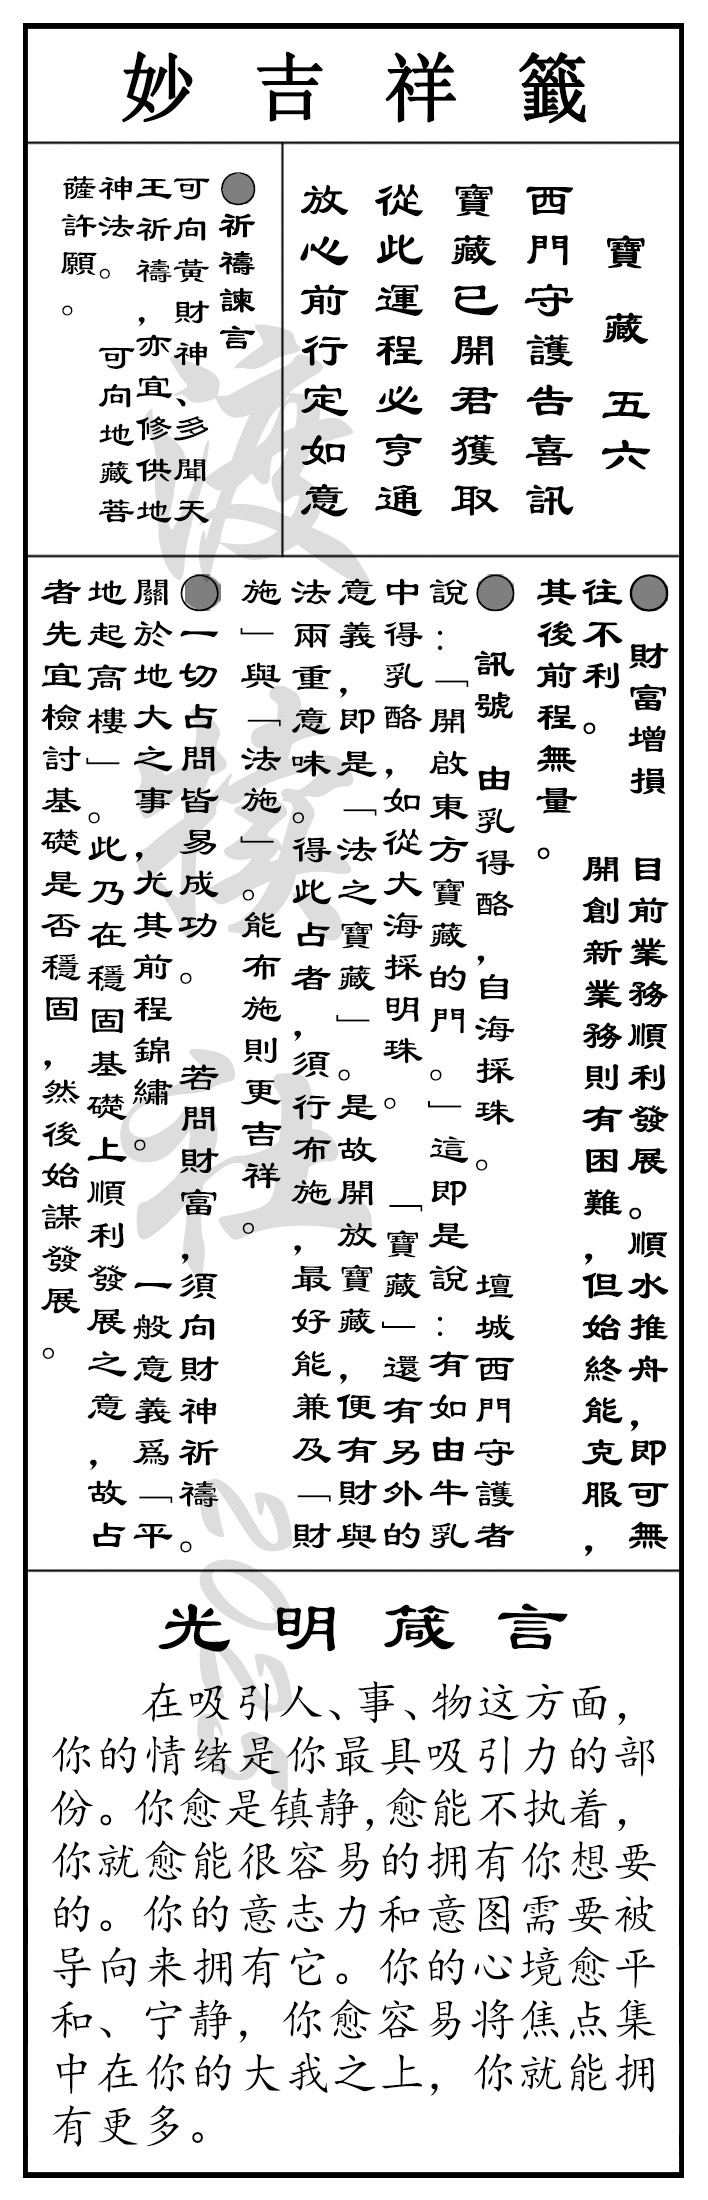 妙吉祥籤
寶藏 五六
西門守護告喜訊
寶藏已開君獲取
從此運程必亨通
放心前行定如意
●祈禱諫言
可向黃財神、多聞天
王祈禱，亦宜修供地
神法。 可向地藏菩
薩許願。
● 財富增損 目前業務順利發展。順水推舟，即可無
往不利。 開創新業務則有困難，但始終能克服，
其後前程無量。
● 訊號 由乳得酪，自海採珠。 壇城西門守護者
說：「開啟東方寶藏的門。」這即是說：有如由牛乳
中得乳酪，如從大海採明珠。 「寶藏」還有另外的
意義，即是「法之寶藏」。是故開放寶藏，便有財與
法兩重意味。得此占者，須行布施，最好能兼及「財
施」與「法施」。能布施則更吉祥。
●一切占問皆易成功。 若問財富，須向財神祈禱。
關於地大之事，尤其前程錦繡。 一般意義爲「平
地起高樓」。此乃在穩固基礎上順利發展之意，故占
者先宜檢討基礎是否穩固，然後始謀發展。
光明箴言
在吸引人、事、物这方面，
你的情绪是你最具吸引力的部
份。你愈是镇静，愈能不执着，
你就愈能很容易的拥有你想要
的。你的意志力和意图需要被
导向来拥有它。你的心境愈平
和、宁静，你愈容易将焦点集
中在你的大我之上，你就能拥
有更多。
渡 社 2025